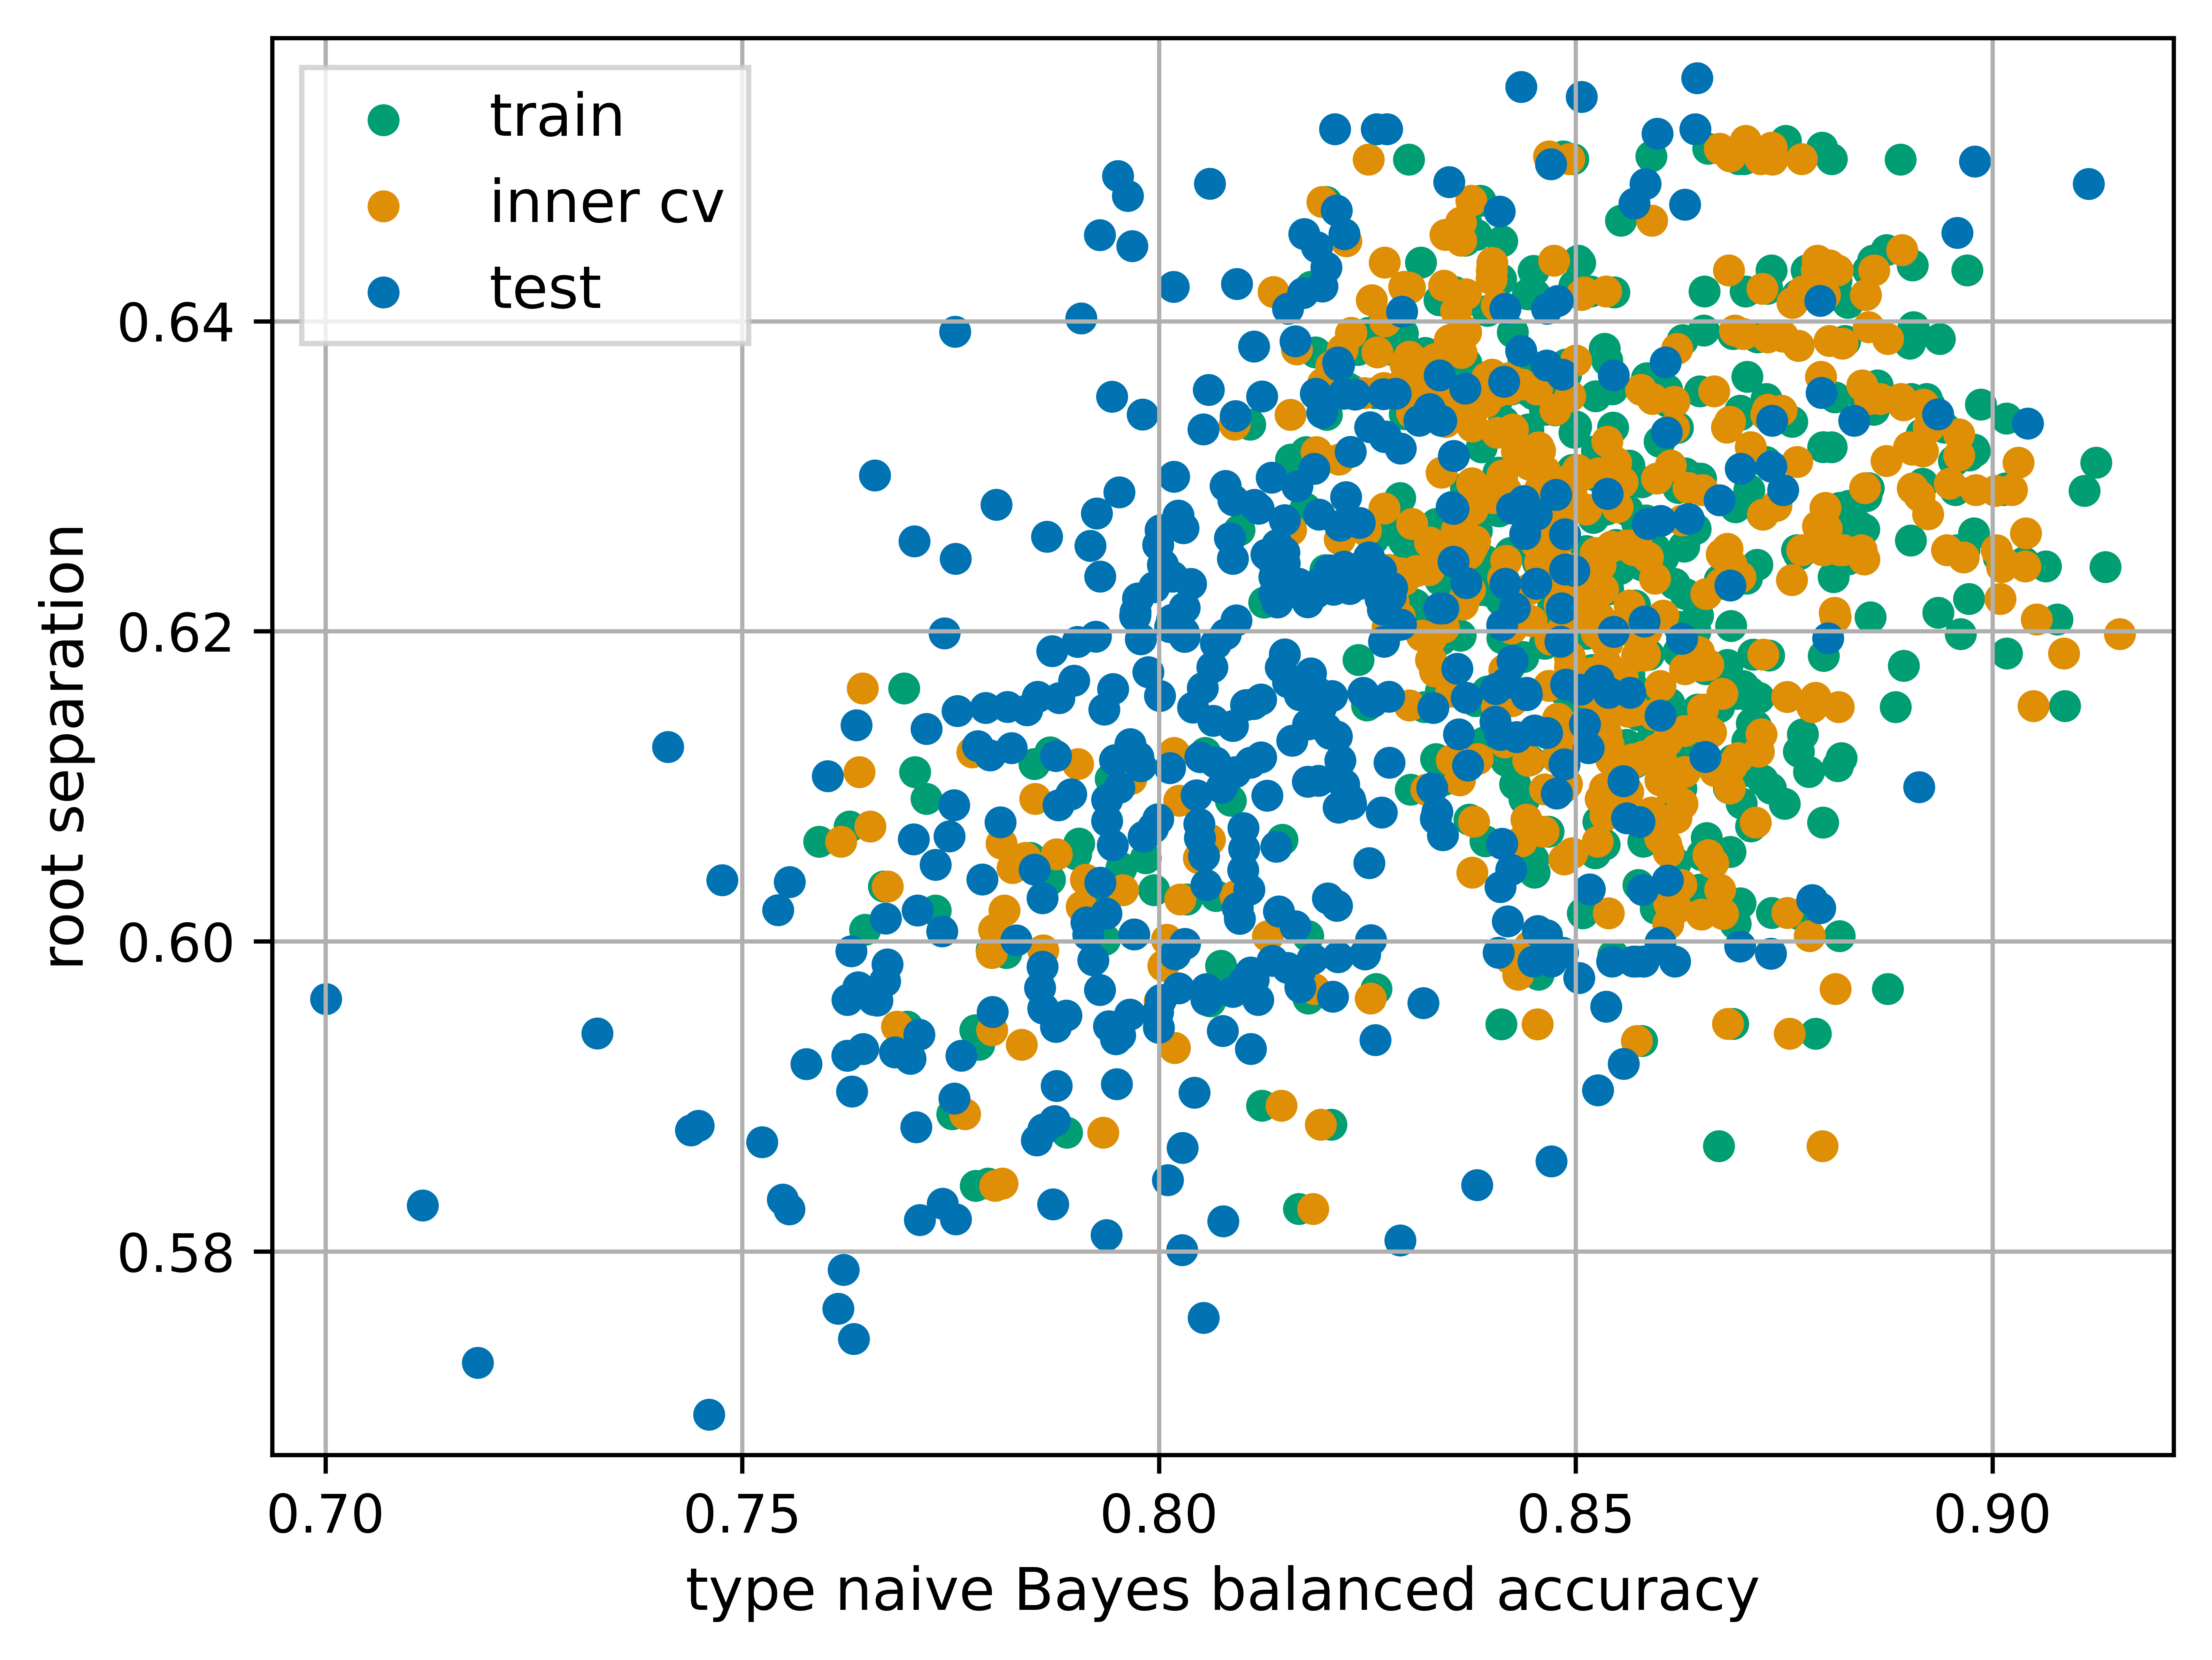 train
inner cv
test
0.64
0.62
0.60
0.58
root separation
0.70 0.75 0.80 0.85 0.90
type naive Bayes balanced accuracy